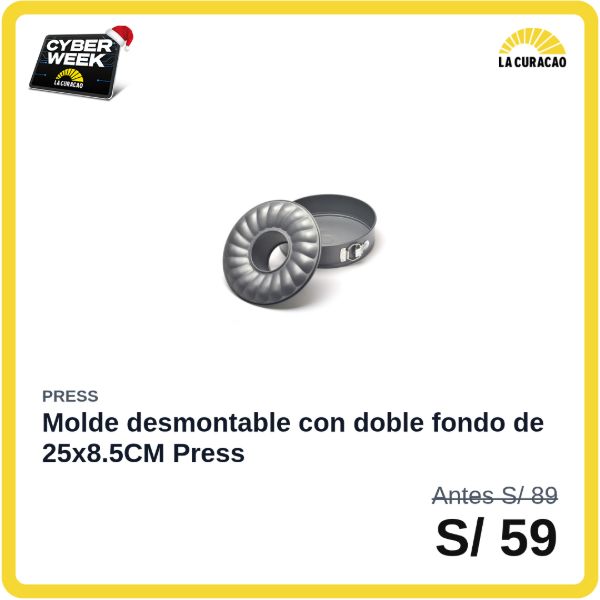 CYBER
WEEK
LA CURACAO
LA CURACAO
PRESS
Molde desmontable con doble fondo de
25x8.5CM Press
Antes S/ 89
S/ 59